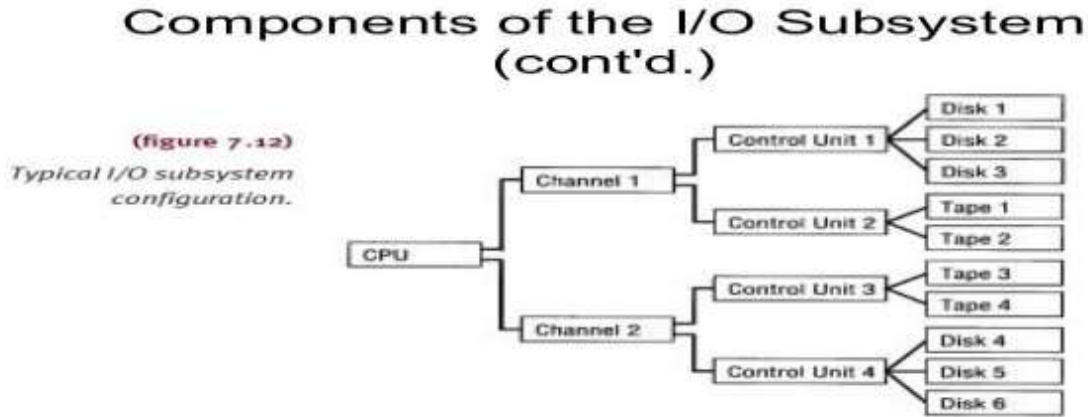 Components of the I/O Subsystem
(cont'd.)
(figure 7.12)
Typical I/O subsystem
configuration.
CPU
Channel 1
Channel 2
Control Unit 1
Control Unit 2
Control Unit 3
Control Unit 4
Disk 1
Disk 2
Disk 3
Tape 1
Tape 2
Tape 3
Tape 4
Disk 4
Disk 5
Disk 6